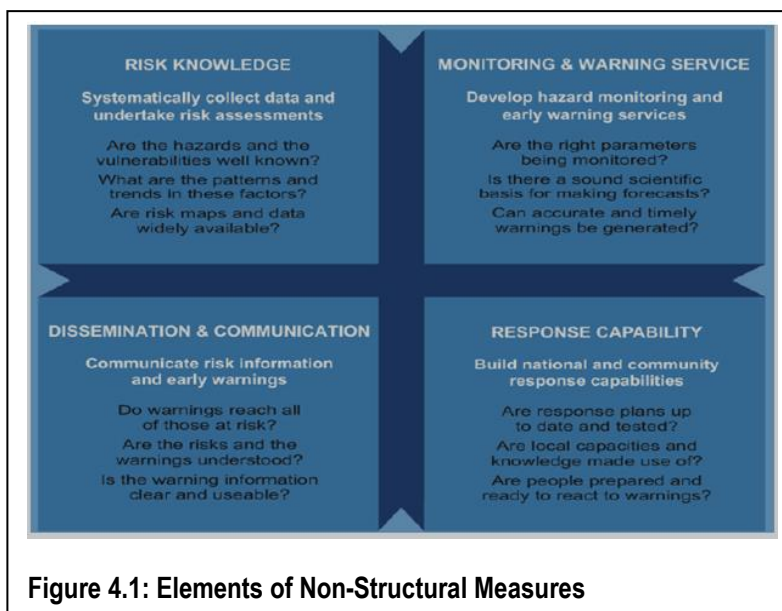 RISK KNOWLEDGE
Systematically collect data and
undertake risk assessments
Are the hazards and the
vulnerabilities well known?
What are the patterns and
trends in these factors?
Are risk maps and data
widely available?
MONITORING & WARNING SERVICE
Develop hazard monitoring and
early warning services
Are the right parameters
being monitored?
Is there a sound scientific
basis for making forecasts?
Can accurate and timely
warnings be generated?
DISSEMINATION & COMMUNICATION
Communicate risk information
and early warnings
Do warnings reach all
of those at risk?
Are the risks and the
warnings understood?
Is the warning information
clear and useable?
RESPONSE CAPABILITY
Build national and community
response capabilities
Are response plans up
to date and tested?
Are local capacities and
knowledge made use of?
Are people prepared and
ready to react to warnings?
Figure 4.1: Elements of Non-Structural Measures